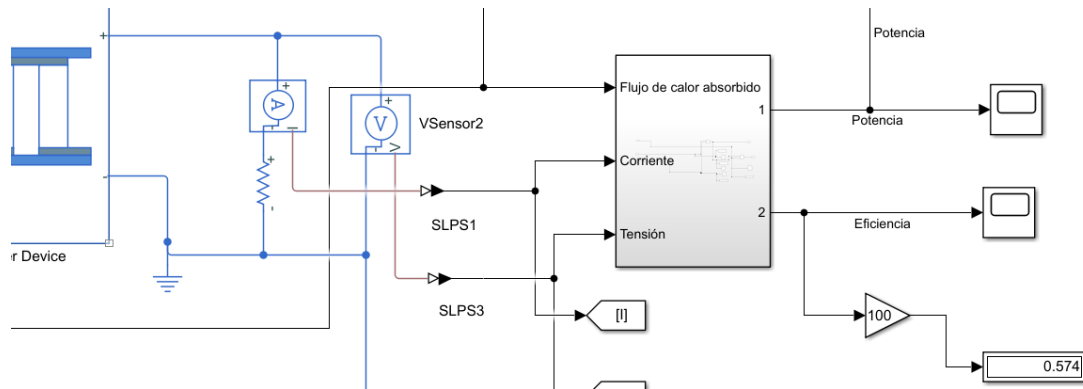 Potencia
+
A
+
-
I
+
V
-
V
VSensor2
+
-
-
r Device
SLPS1
SLPS3
Flujo de calor absorbido
Corriente
Tensión
1
2
Potencia
Eficiencia
[I]
100
0.574